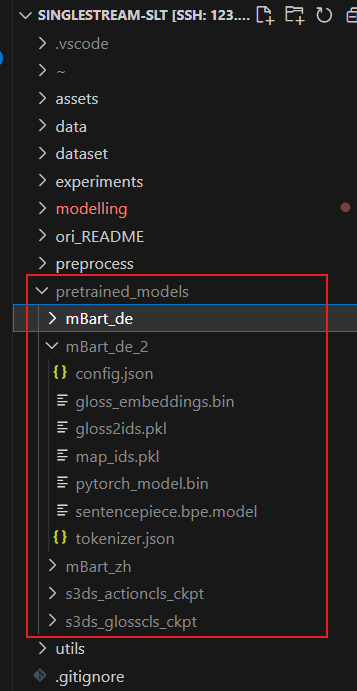 SINGLESTREAM-SLT [SSH: 123....
.vscode
~
assets
data
dataset
experiments
modelling
ori_README
preprocess
pretrained_models
mBart_de
mBart_de_2
config.json
gloss_embeddings.bin
gloss2ids.pkl
map_ids.pkl
pytorch_model.bin
sentencepiece.bpe.model
tokenizer.json
mBart_zh
s3ds_actioncls_ckpt
s3ds_glosscls_ckpt
utils
.gitignore